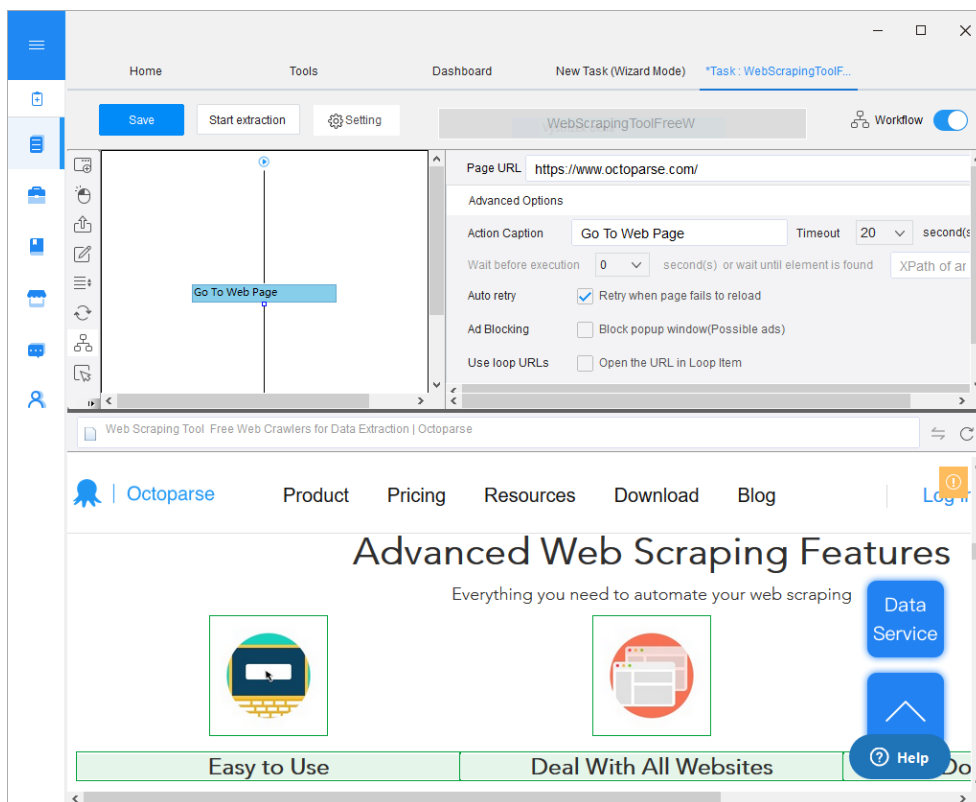 Home Tools Dashboard New Task (Wizard Mode) *Task : WebScrapingToolF...
Save Start extraction Setting WebScrapingToolFreeW Workflow
Page URL https://www.octoparse.com/
Advanced Options
Action Caption Go To Web Page Timeout 20 second(s
Wait before execution 0 second(s) or wait until element is found XPath of an
Go To Web Page
Auto retry Retry when page fails to reload
Ad Blocking Block popup window(Possible ads)
Use loop URLs Open the URL in Loop Item
Web Scraping Tool Free Web Crawlers for Data Extraction | Octoparse
Octoparse Product Pricing Resources Download Blog Log in
Advanced Web Scraping Features
Everything you need to automate your web scraping
Data
Service
Help
Easy to Use Deal With All Websites Do